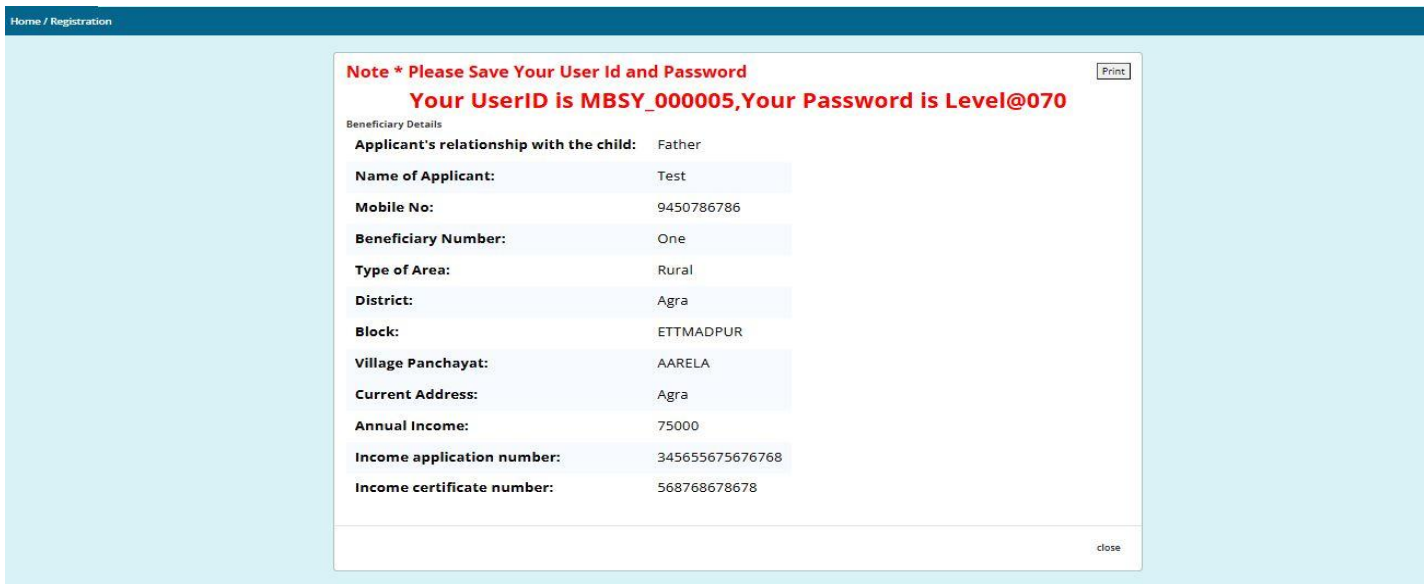 Home / Registration
Note * Please Save Your User Id and Password
Print
Your UserID is MBSY_000005,Your Password is Level@070
Beneficiary Details
Applicant's relationship with the child: Father
Name of Applicant: Test
Mobile No: 9450786786
Beneficiary Number: One
Type of Area: Rural
District: Agra
Block: ETTMADPUR
Village Panchayat: AARELA
Current Address: Agra
Annual Income: 75000
Income application number: 345655675676768
Income certificate number: 568768678678
close